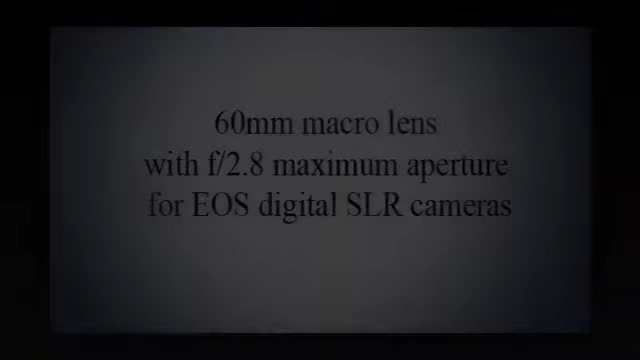 60mm macro lens
with f/2.8 maximum aperture
for EOS digital SLR cameras